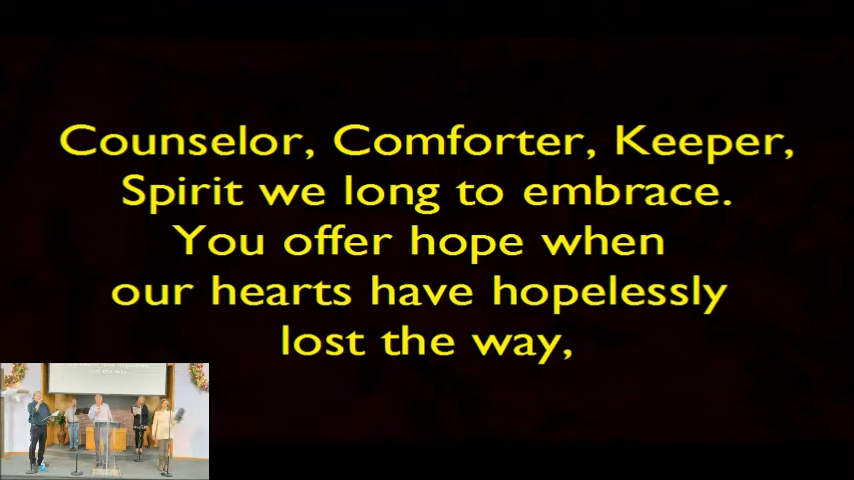 Counselor, Comforter, Keeper,
Spirit we long to embrace.
You offer hope when
our hearts have hopelessly
lost the way,